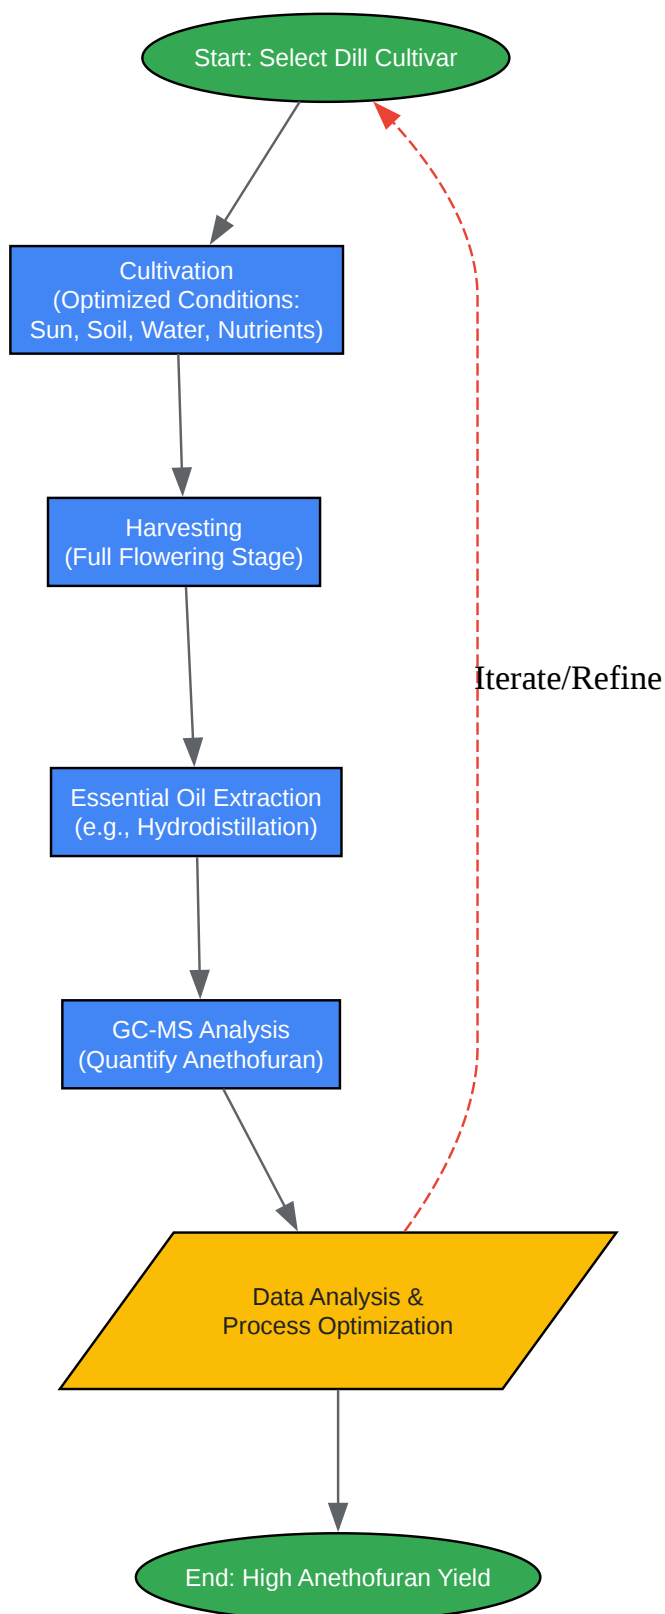 Start: Select Dill Cultivar
Cultivation
(Optimized Conditions:
Sun, Soil, Water, Nutrients)
Harvesting
(Full Flowering Stage)
Iterate/Refine
Essential Oil Extraction
(e.g., Hydrodistillation)
GC-MS Analysis
(Quantify Anethofuran)
Data Analysis &
Process Optimization
End: High Anethofuran Yield